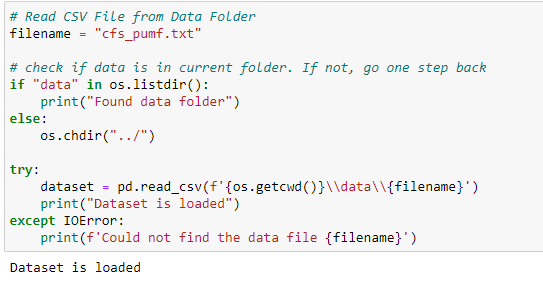 # Read CSV File from Data Folder
filename = "cfs_pumf.txt"
# check if data is in current folder. If not, go one step back
if "data" in os.listdir():
    print("Found data folder")
else:
    os.chdir("../")
try:
    dataset = pd.read_csv(f'{os.getcwd()}\\data\\{filename}')
    print("Dataset is loaded")
except IOError:
    print(f'Could not find the data file {filename}')
Dataset is loaded